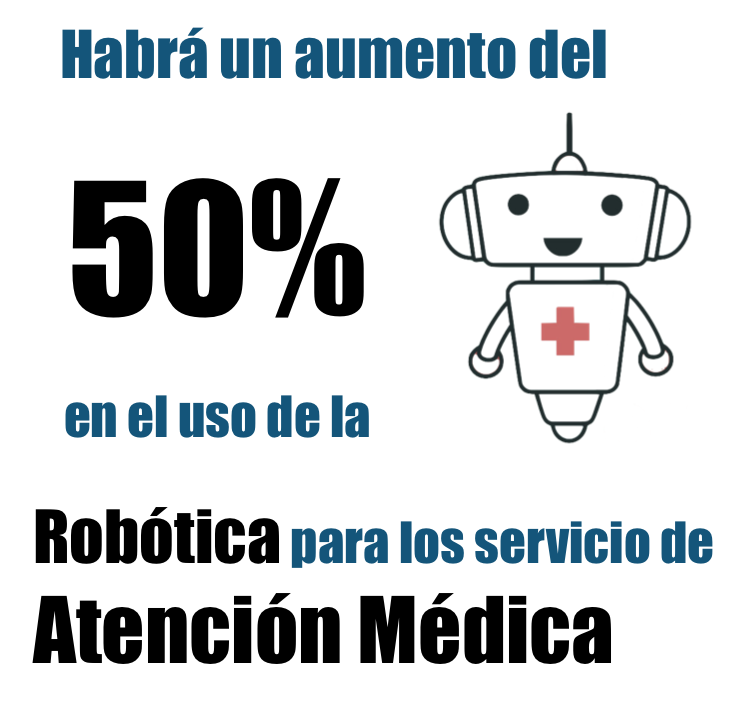 Habrá un aumento del
50%
en el uso de la
Robótica para los servicio de
Atención Médica